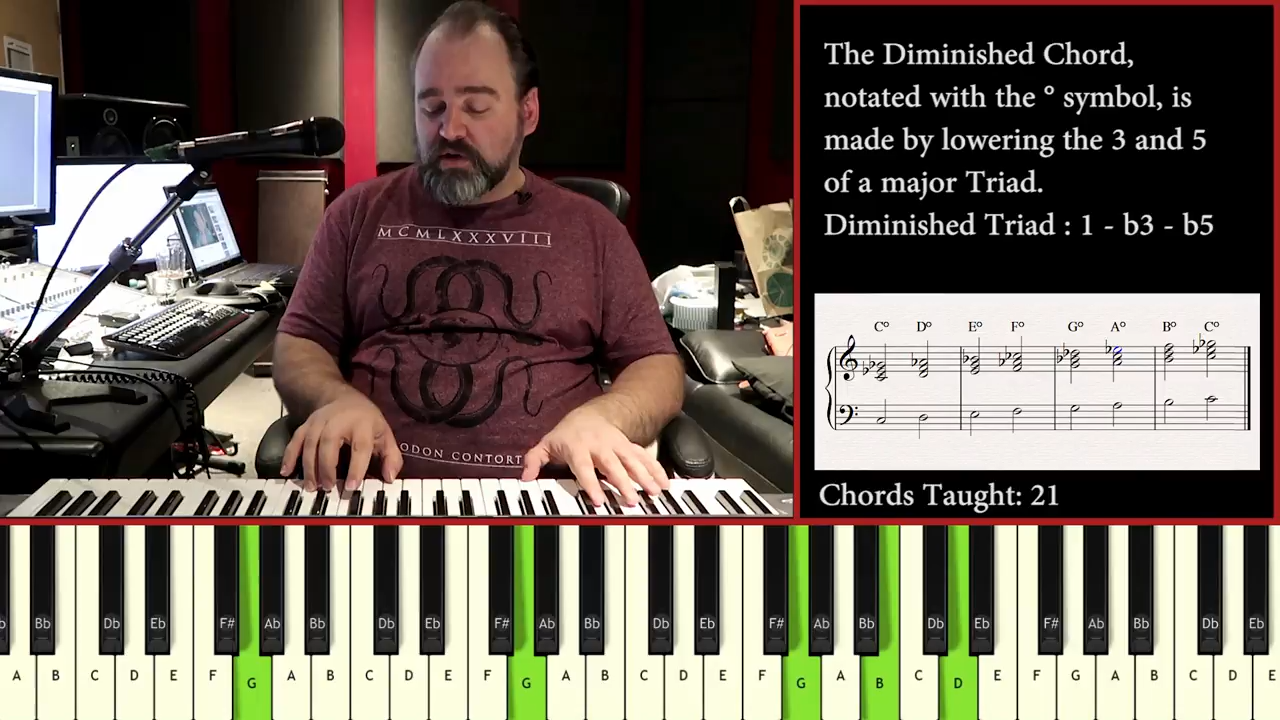 The Diminished Chord,
notated with the ° symbol, is
made by lowering the 3 and 5
of a major Triad.
Diminished Triad : 1 - b3 - b5
MCMLXXXVIII
ODON CONTORT
C° D° E° F° G° A° B° C°
Chords Taught: 21
b Bb Db Eb F# Ab Bb Db Eb F# Ab Bb Db Eb F# Ab Bb Db Eb F# Ab Bb Db Eb
A B C D E F G A B C D E F G A B C D E F G A B C D E F G A B C D E